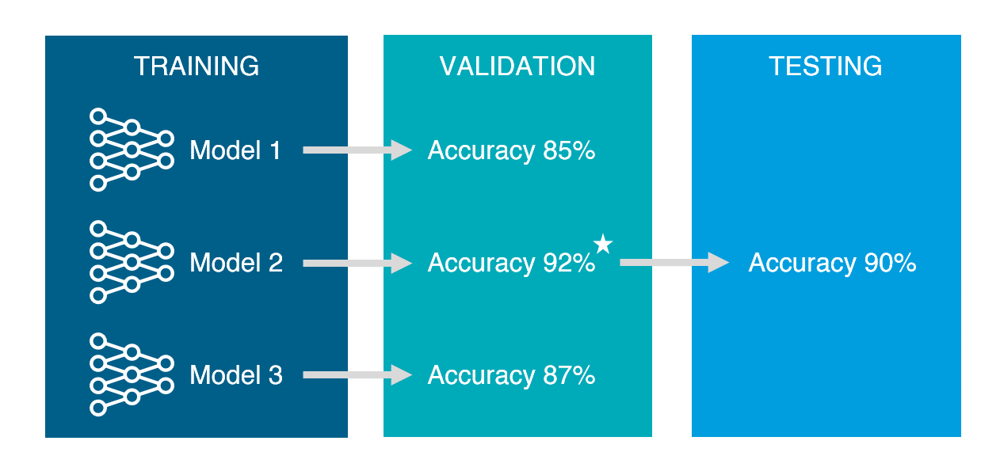 TRAINING
VALIDATION
TESTING
Model 1
Accuracy 85%
Model 2
Accuracy 92%
Accuracy 90%
Model 3
Accuracy 87%